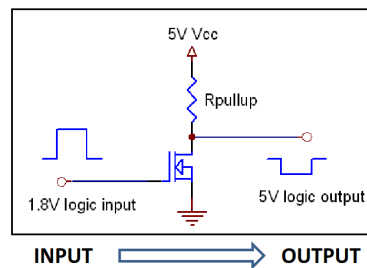 5V Vcc
Rpullup
1.8V logic input
5V logic output
INPUT
OUTPUT